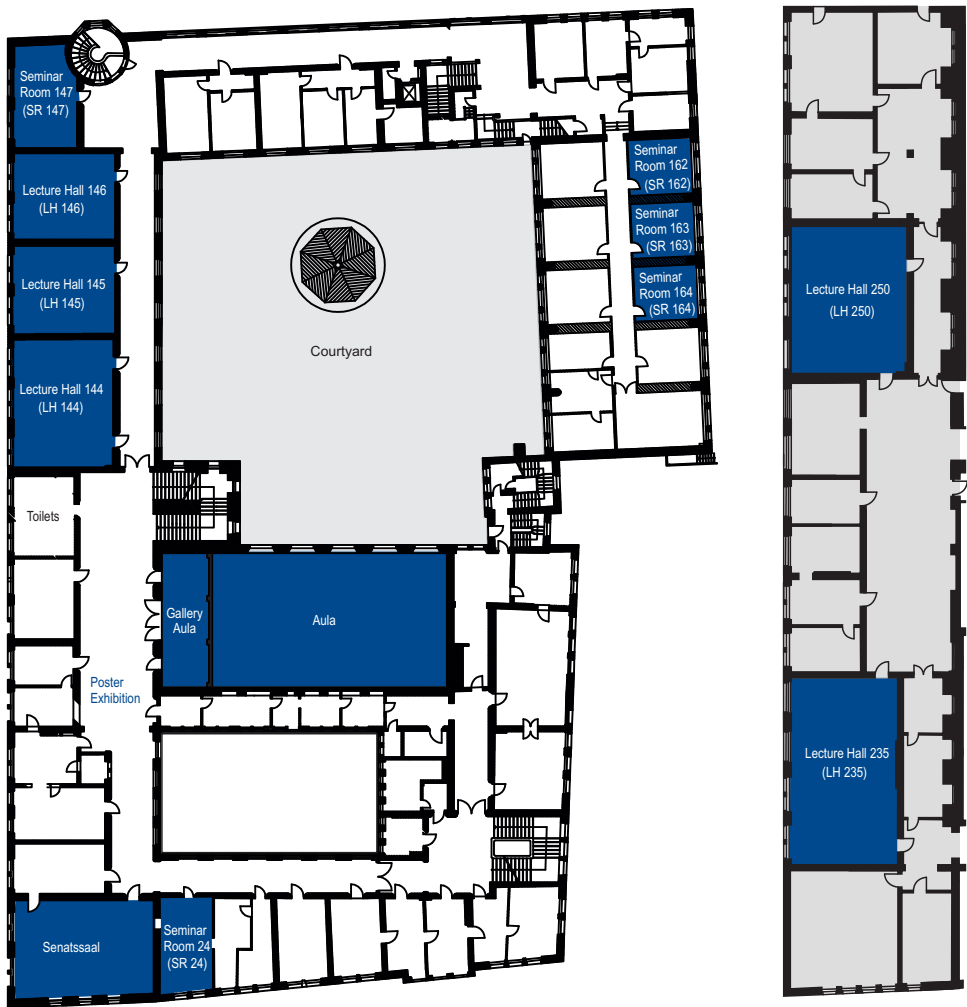 Seminar
Room 147
(SR 147)
Lecture Hall 146
(LH 146)
Lecture Hall 145
(LH 145)
Lecture Hall 144
(LH 144)
Seminar
Room 162
(SR 162)
Seminar
Room 163
(SR 163)
Seminar
Room 164
(SR 164)
Courtyard
Toilets
Gallery
Aula
Aula
Poster
Exhibition
Senatssaal
Seminar
Room 24
(SR 24)
Lecture Hall 250
(LH 250)
Lecture Hall 235
(LH 235)